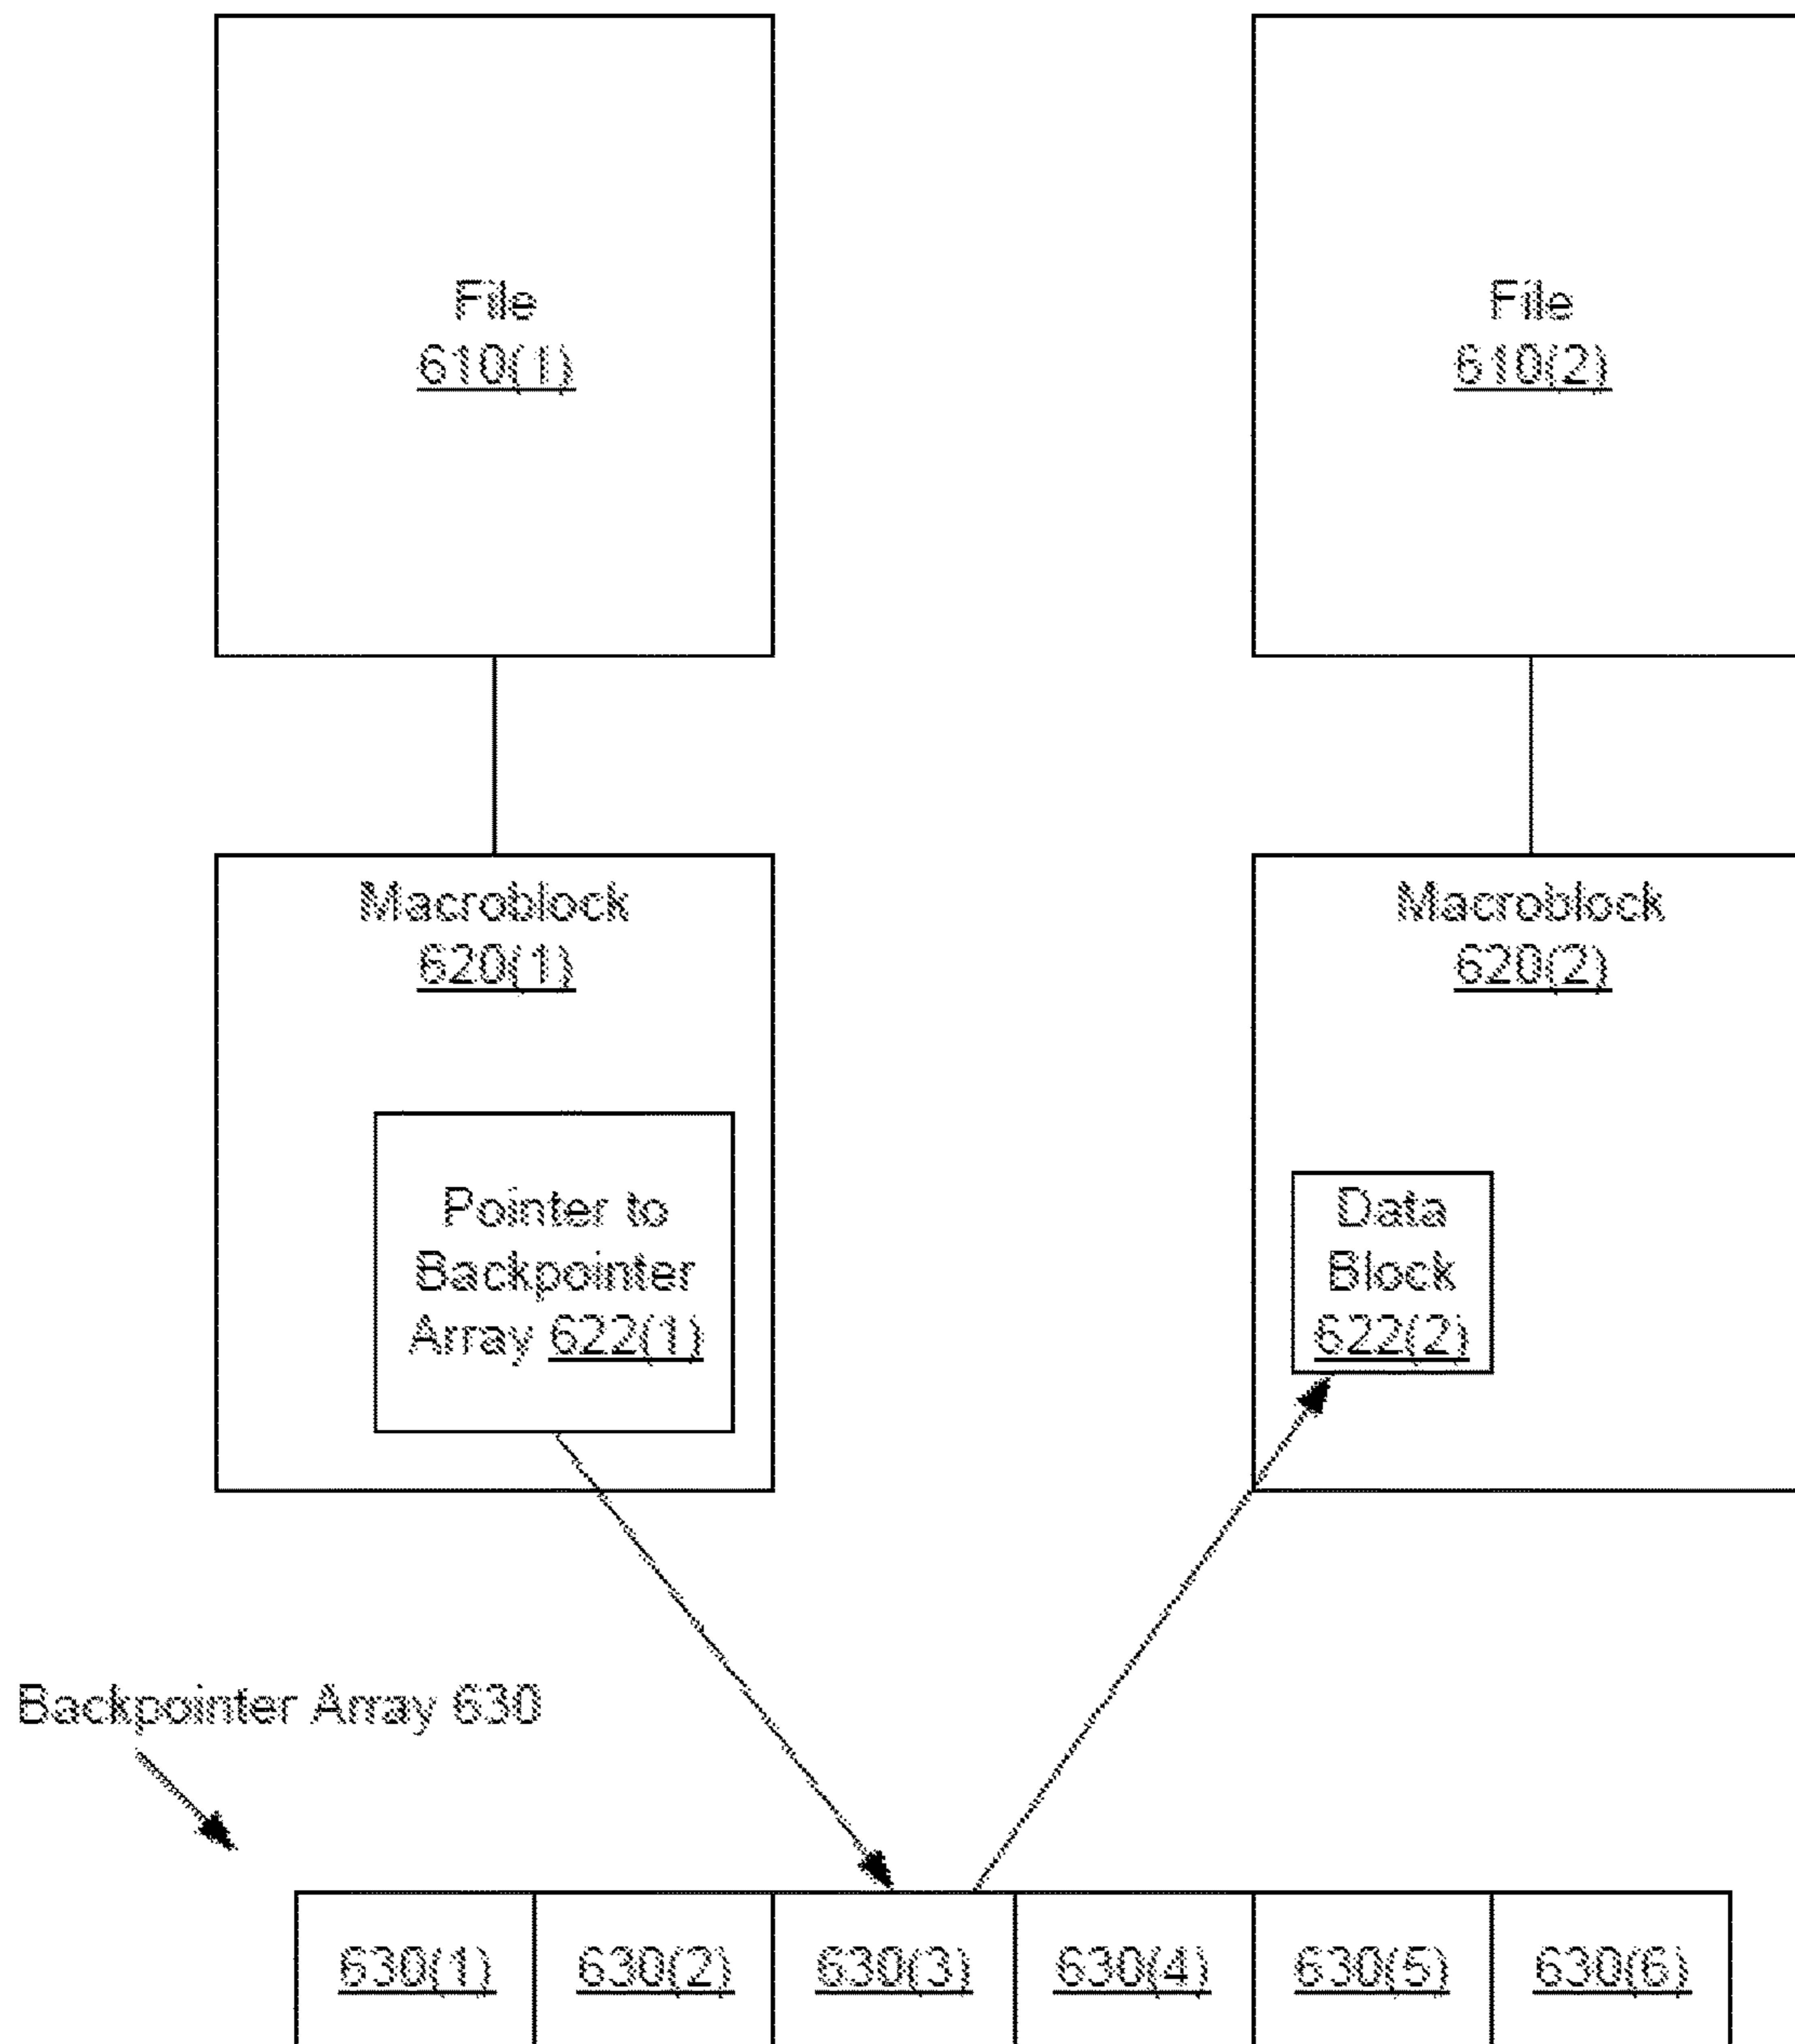 File
610(1)
File
610(2)
Macroblock
620(1)
Macroblock
620(2)
Pointer to
Backpointer
Array 622(1)
Data
Block
622(2)
Backpointer Array 630
630(1) 630(2) 630(3) 630(4) 630(5) 630(6)